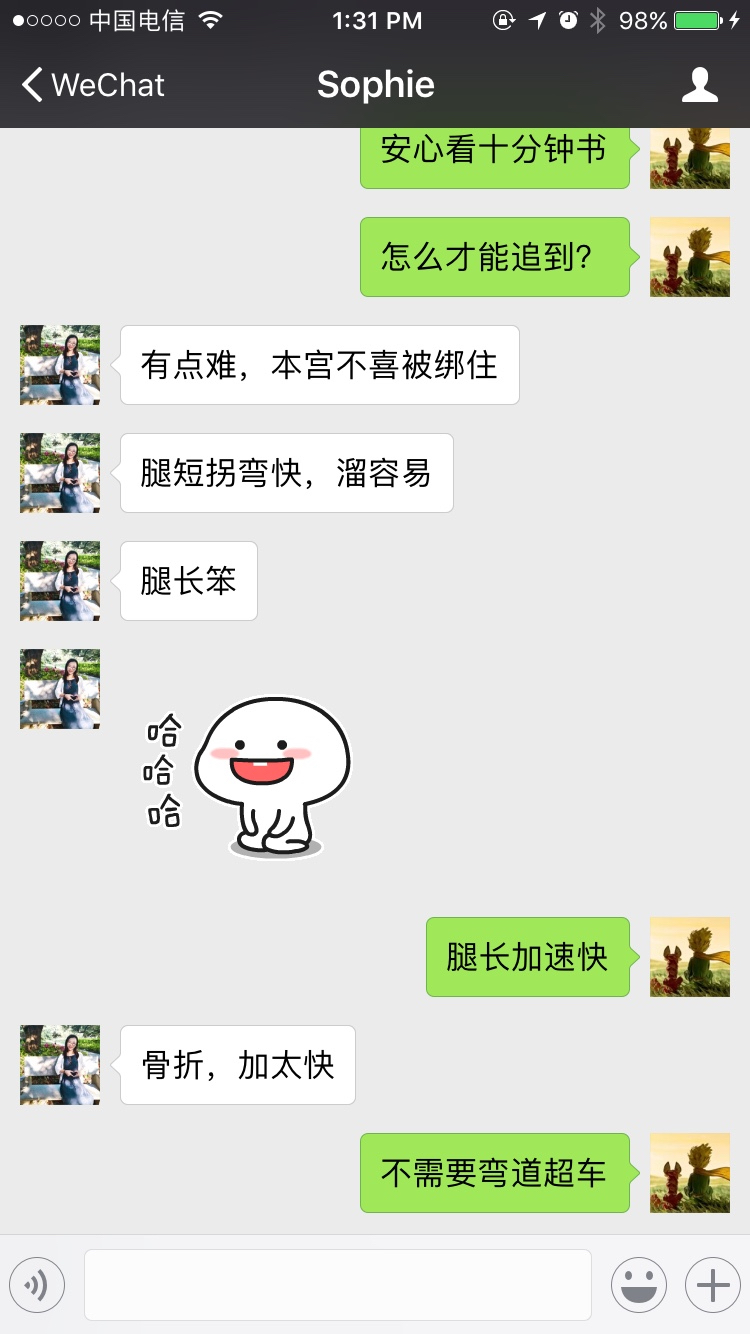 中国电信 1:31 PM 98%
WeChat Sophie
安心看十分钟书
怎么才能追到？
有点难，本宫不喜被绑住
腿短拐弯快，溜容易
腿长笨
哈
哈
哈
腿长加速快
骨折，加太快
不需要弯道超车